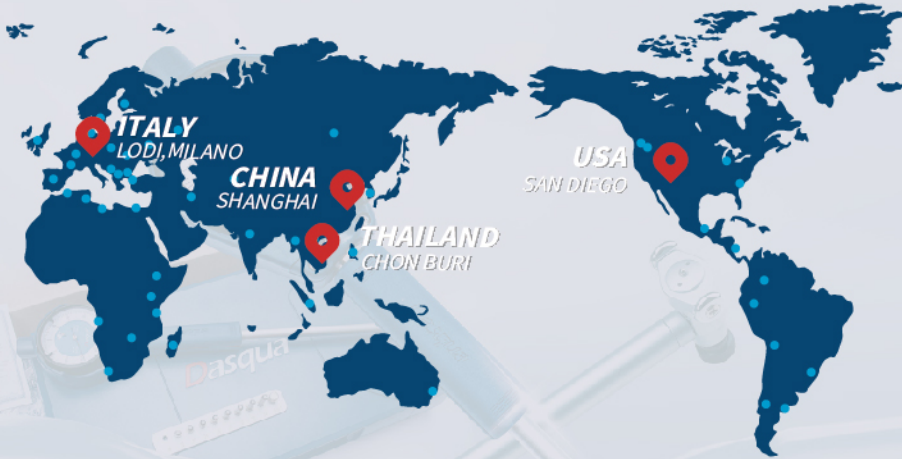 ITALY
LODI,MILANO
CHINA
SHANGHAI
THAILAND
CHON BURI
USA
SAN DIEGO
Dasqua